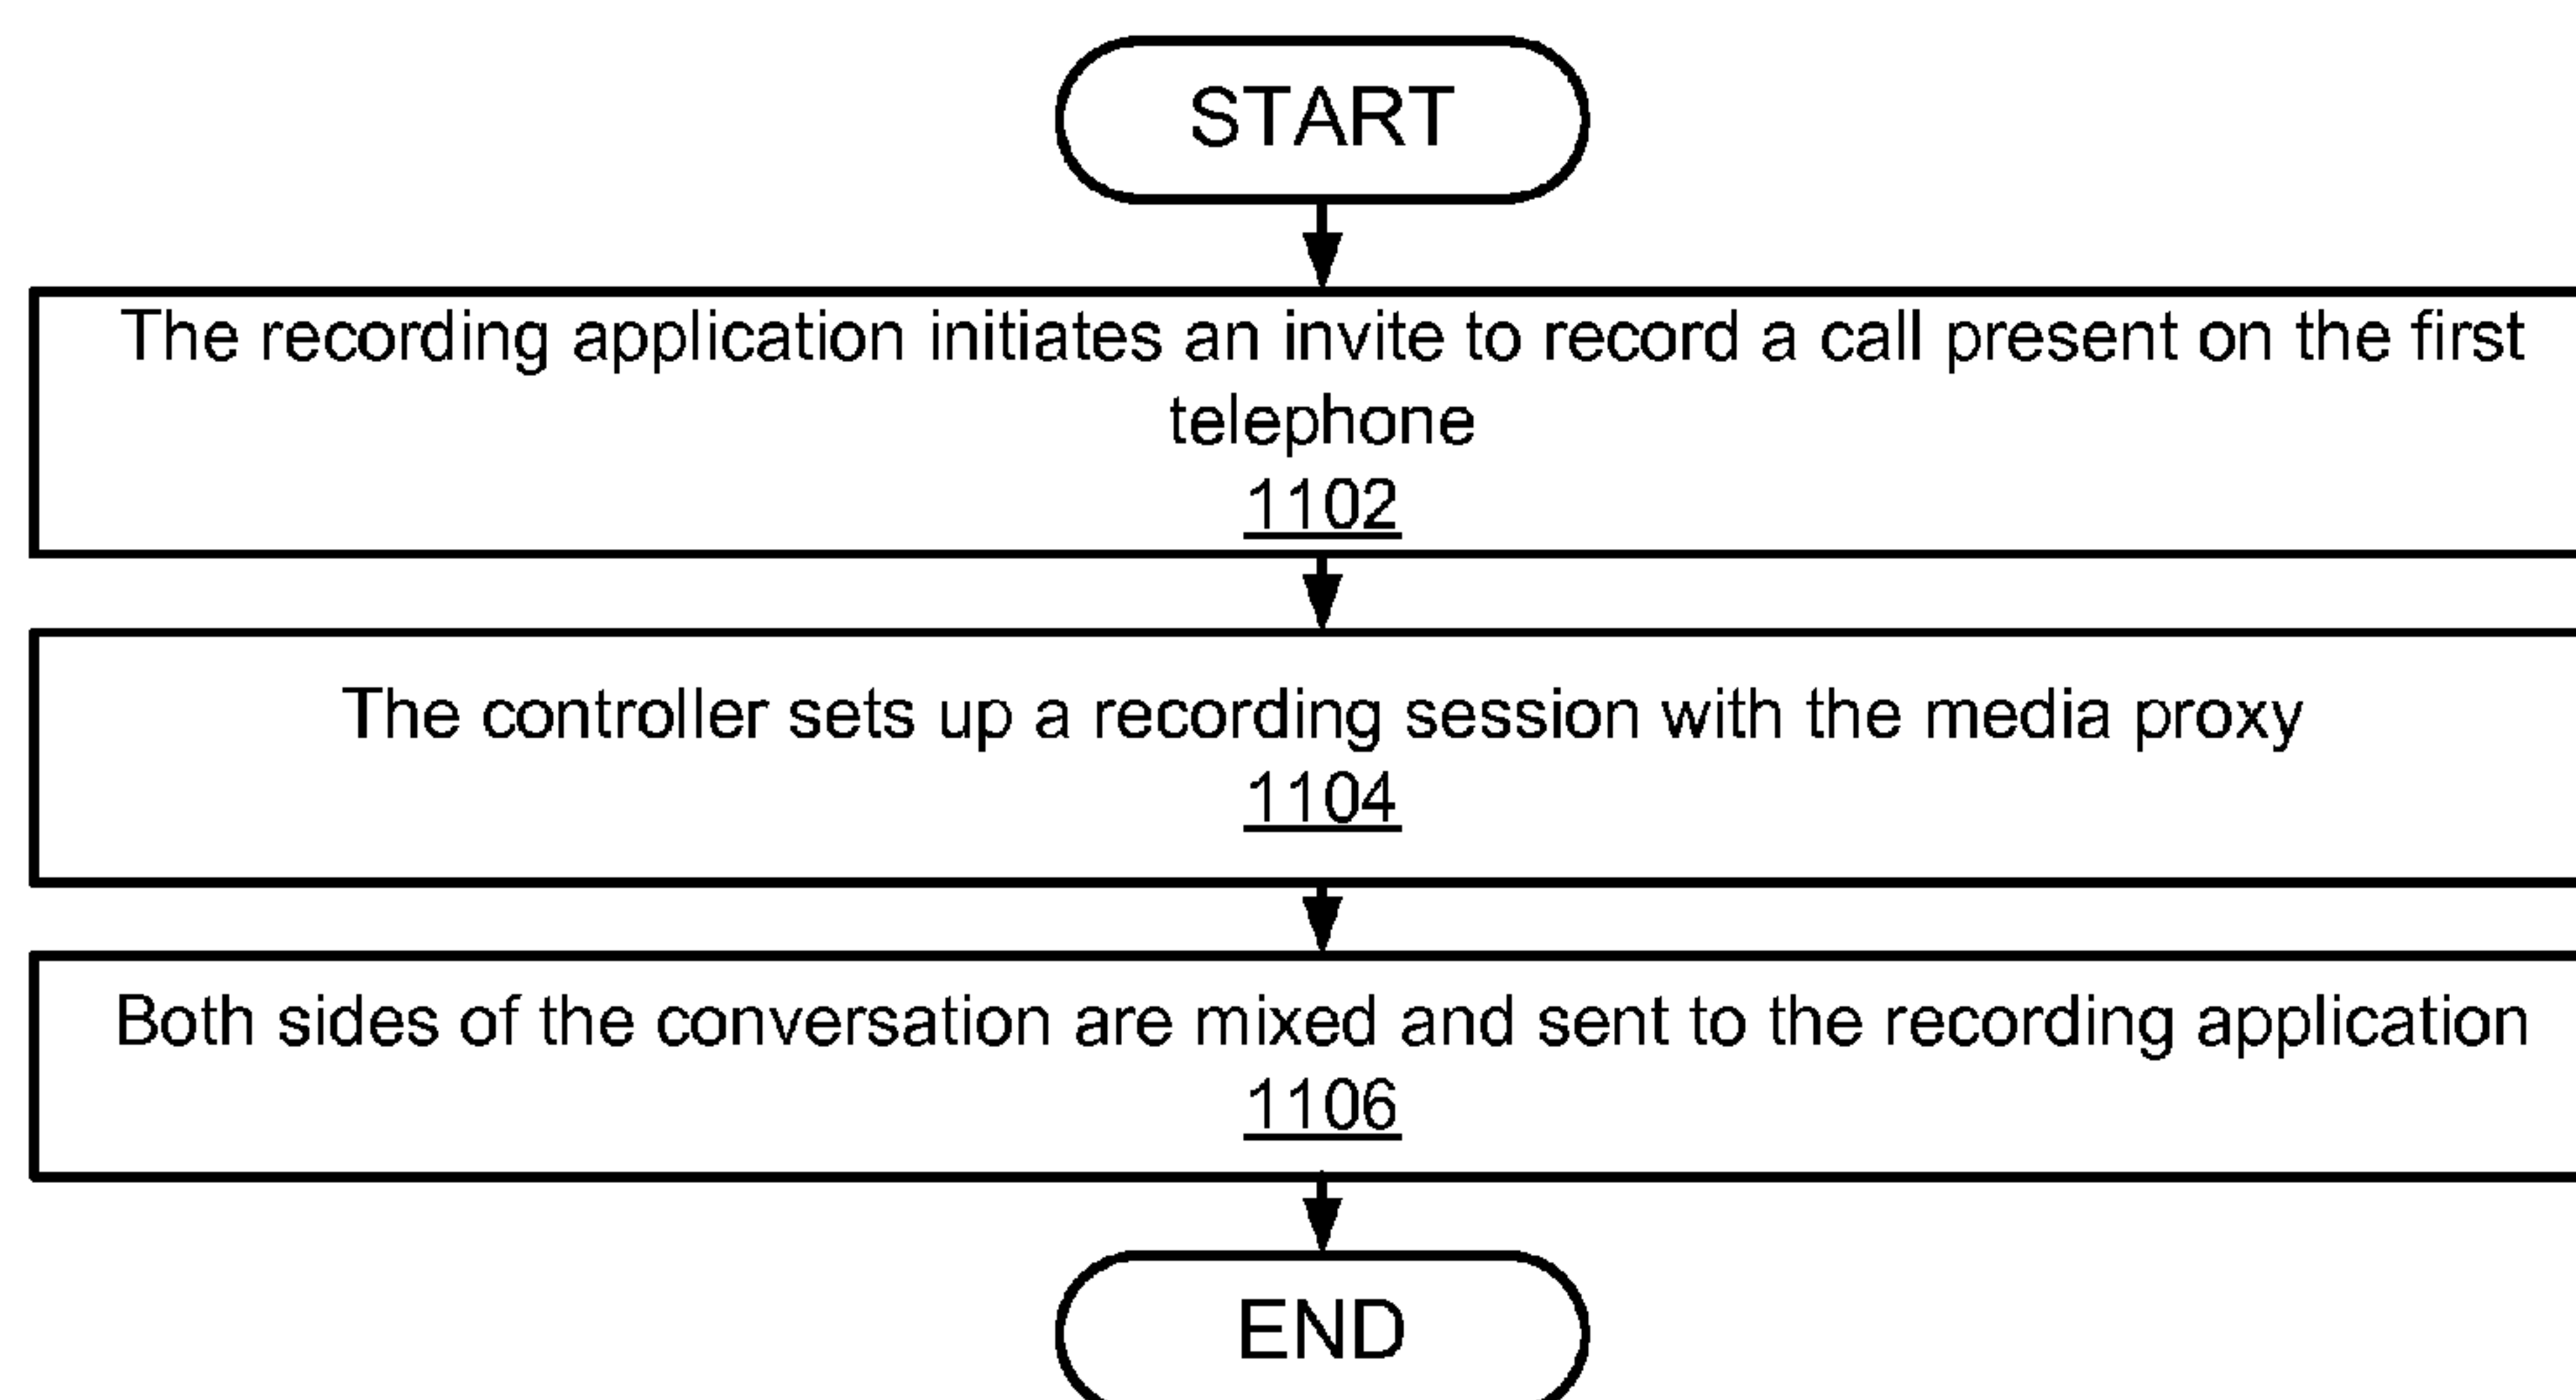 START
The recording application initiates an invite to record a call present on the first
telephone
1102
The controller sets up a recording session with the media proxy
1104
Both sides of the conversation are mixed and sent to the recording application
1106
END